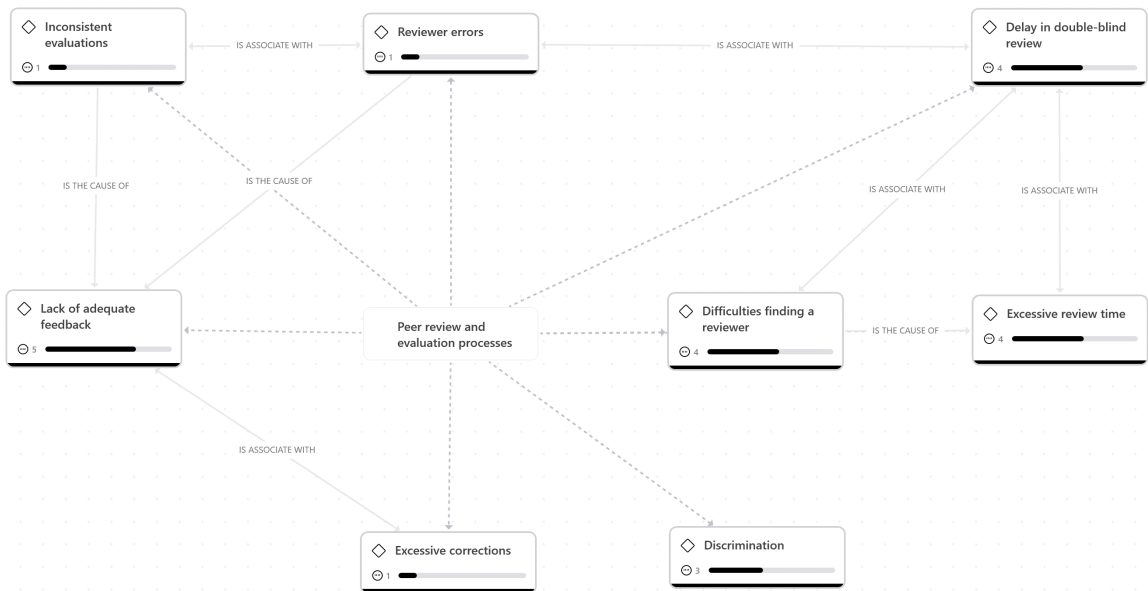 Inconsistent
evaluations
1
IS ASSOCIATE WITH
Reviewer errors
1
IS ASSOCIATE WITH
Delay in double-blind
review
4
IS THE CAUSE OF
IS THE CAUSE OF
IS ASSOCIATE WITH
IS ASSOCIATE WITH
Lack of adequate
feedback
5
Peer review and
evaluation processes
Difficulties finding a
reviewer
4
IS THE CAUSE OF
Excessive review time
4
IS ASSOCIATE WITH
Excessive corrections
1
Discrimination
3